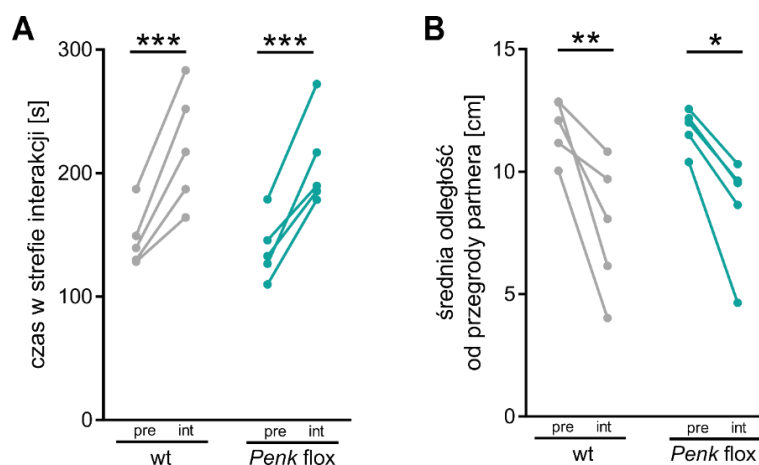 A
czas w strefie interakcji [s]
300
200
100
0
***
***
pre
int
pre
int
wt
Penk flox
B
średnia odległość
od przegrody partnera [cm]
15
10
5
0
**
*
pre
int
pre
int
wt
Penk flox